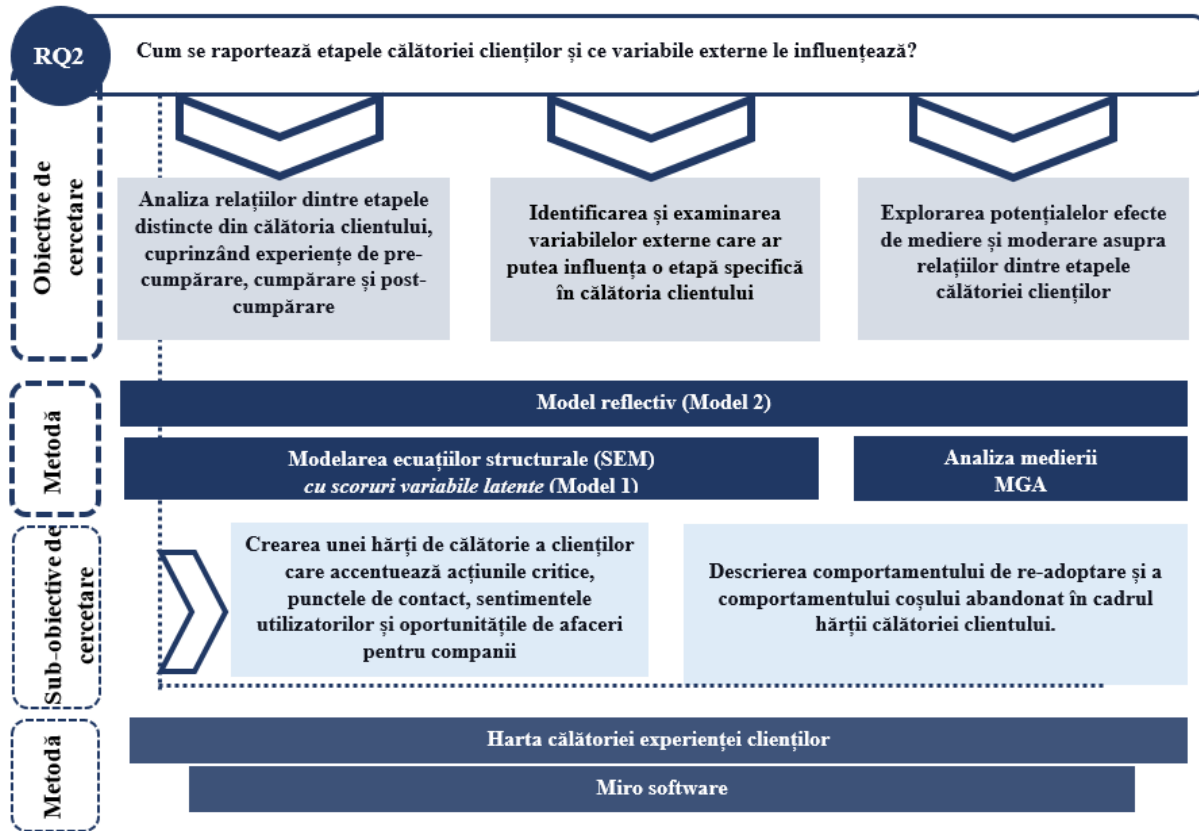 RQ2
Cum se raportează etapele călătoriei clienților și ce variabile externe le influențează?
Obiective de
cercetare
Analiza relațiilor dintre etapele
distincte din călătoria clientului,
cuprinzând experiențe de pre-
cumpărare, cumpărare și post-
cumpărare
Identificarea și examinarea
variabilelor externe care ar
putea influența o etapă specifică
în călătoria clientului
Explorarea potențialelor efecte
de mediere și moderare asupra
relațiilor dintre etapele
călătoriei clienților
Metodă
Model reflectiv (Model 2)
Modelarea ecuațiilor structurale (SEM)
cu scoruri variabile latente (Model 1)
Analiza medierii
MGA
Sub-obiective de
cercetare
Crearea unei hărți de călătorie a clienților
care accentuează acțiunile critice,
punctele de contact, sentimentele
utilizatorilor și oportunitățile de afaceri
pentru companii
Descrierea comportamentului de re-adoptare și a
comportamentului coșului abandonat în cadrul
hărții călătoriei clientului.
Metodă
Harta călătoriei experienței clienților
Miro software